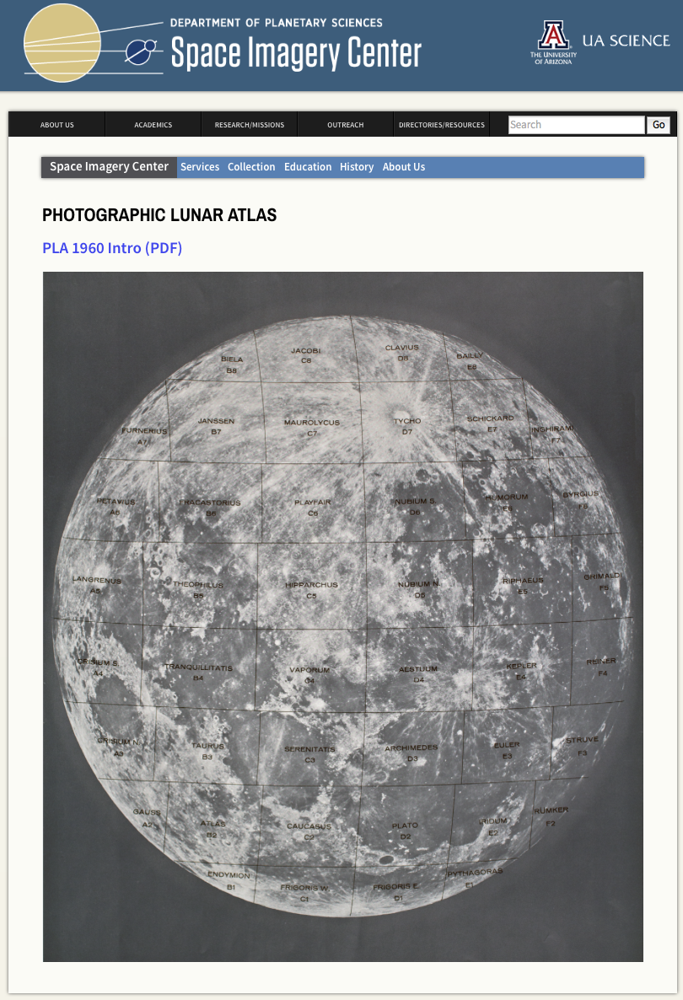 DEPARTMENT OF PLANETARY SCIENCES
Space Imagery Center
THE UNIVERSITY
OF ARIZONA
UA SCIENCE
ABOUT US
ACADEMICS
RESEARCH/MISSIONS
OUTREACH
DIRECTORIES/RESOURCES
Search
Go
Space Imagery Center
Services
Collection
Education
History
About Us
PHOTOGRAPHIC LUNAR ATLAS
PLA 1960 Intro (PDF)
BIELA
B8
JACOBI
C8
CLAVIUS
D8
BAILLY
E8
FURNERIUS
A7
JANSSEN
B7
MAUROLYCUS
C7
TYCHO
D7
SCHICKARD
E7
INGHIRAMI
F7
PETAVIUS
A6
FRACASTORIUS
B6
PLAYFAIR
C6
NUBIUM S.
D6
HUMORUM
E6
BYRGIUS
F6
LANGRENUS
A5
THEOPHILUS
B5
HIPPARCHUS
C5
NUBIUM N.
D5
RIPHAEUS
E5
GRIMALDI
F5
CRISIUM S.
A4
TRANQUILLITATIS
B4
VAPORUM
C4
AESTUUM
D4
KEPLER
E4
REINER
F4
CRISIUM N.
A3
TAURUS
B3
SERENITATIS
C3
ARCHIMEDES
D3
EULER
E3
STRUVE
F3
GAUSS
A2
ATLAS
B2
CAUCASUS
C2
PLATO
D2
IRIDUM
E2
RÜMKER
F2
ENDYMION
B1
FRIGORIS W.
C1
FRIGORIS E.
D1
PYTHAGORAS
E1